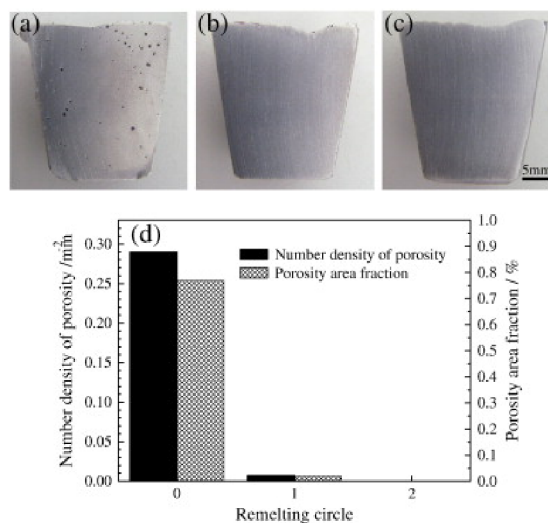 (a)
(b)
(c)
5mm
(d)
Number density of porosity
Porosity area fraction
Number density of porosity /mm⁻²
0.30
0.25
0.20
0.15
0.10
0.05
0.00
1.0
0.9
0.8
0.7
0.6
0.5
0.4
0.3
0.2
0.1
0.0
Porosity area fraction / %
0
1
2
Remelting circle